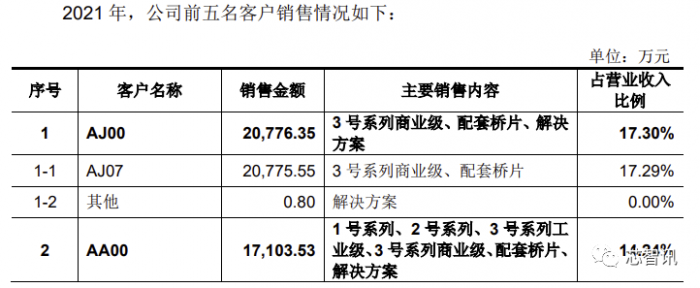 2021 年，公司前五名客户销售情况如下：
单位：万元
序号 客户名称 销售金额 主要销售内容 占营业收入
比例
1 AJ00 20,776.35 3 号系列商业级、配套桥片、解决
方案 17.30%
1-1 AJ07 20,775.55 3 号系列商业级、配套桥片 17.29%
1-2 其他 0.80 解决方案 0.00%
2 AA00 17,103.53 1 号系列、2 号系列、3 号系列工
业级、3 号系列商业级、配套桥片、
解决方案 14.24%
芯智讯